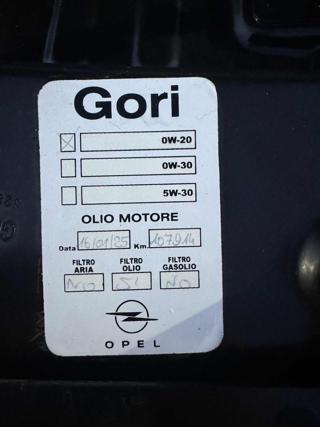 Gori
0W-20
0W-30
5W-30
OLIO MOTORE
Data 16/01/25 Km. 107914
FILTRO ARIA FILTRO OLIO FILTRO GASOLIO
NO SI NO
OPEL